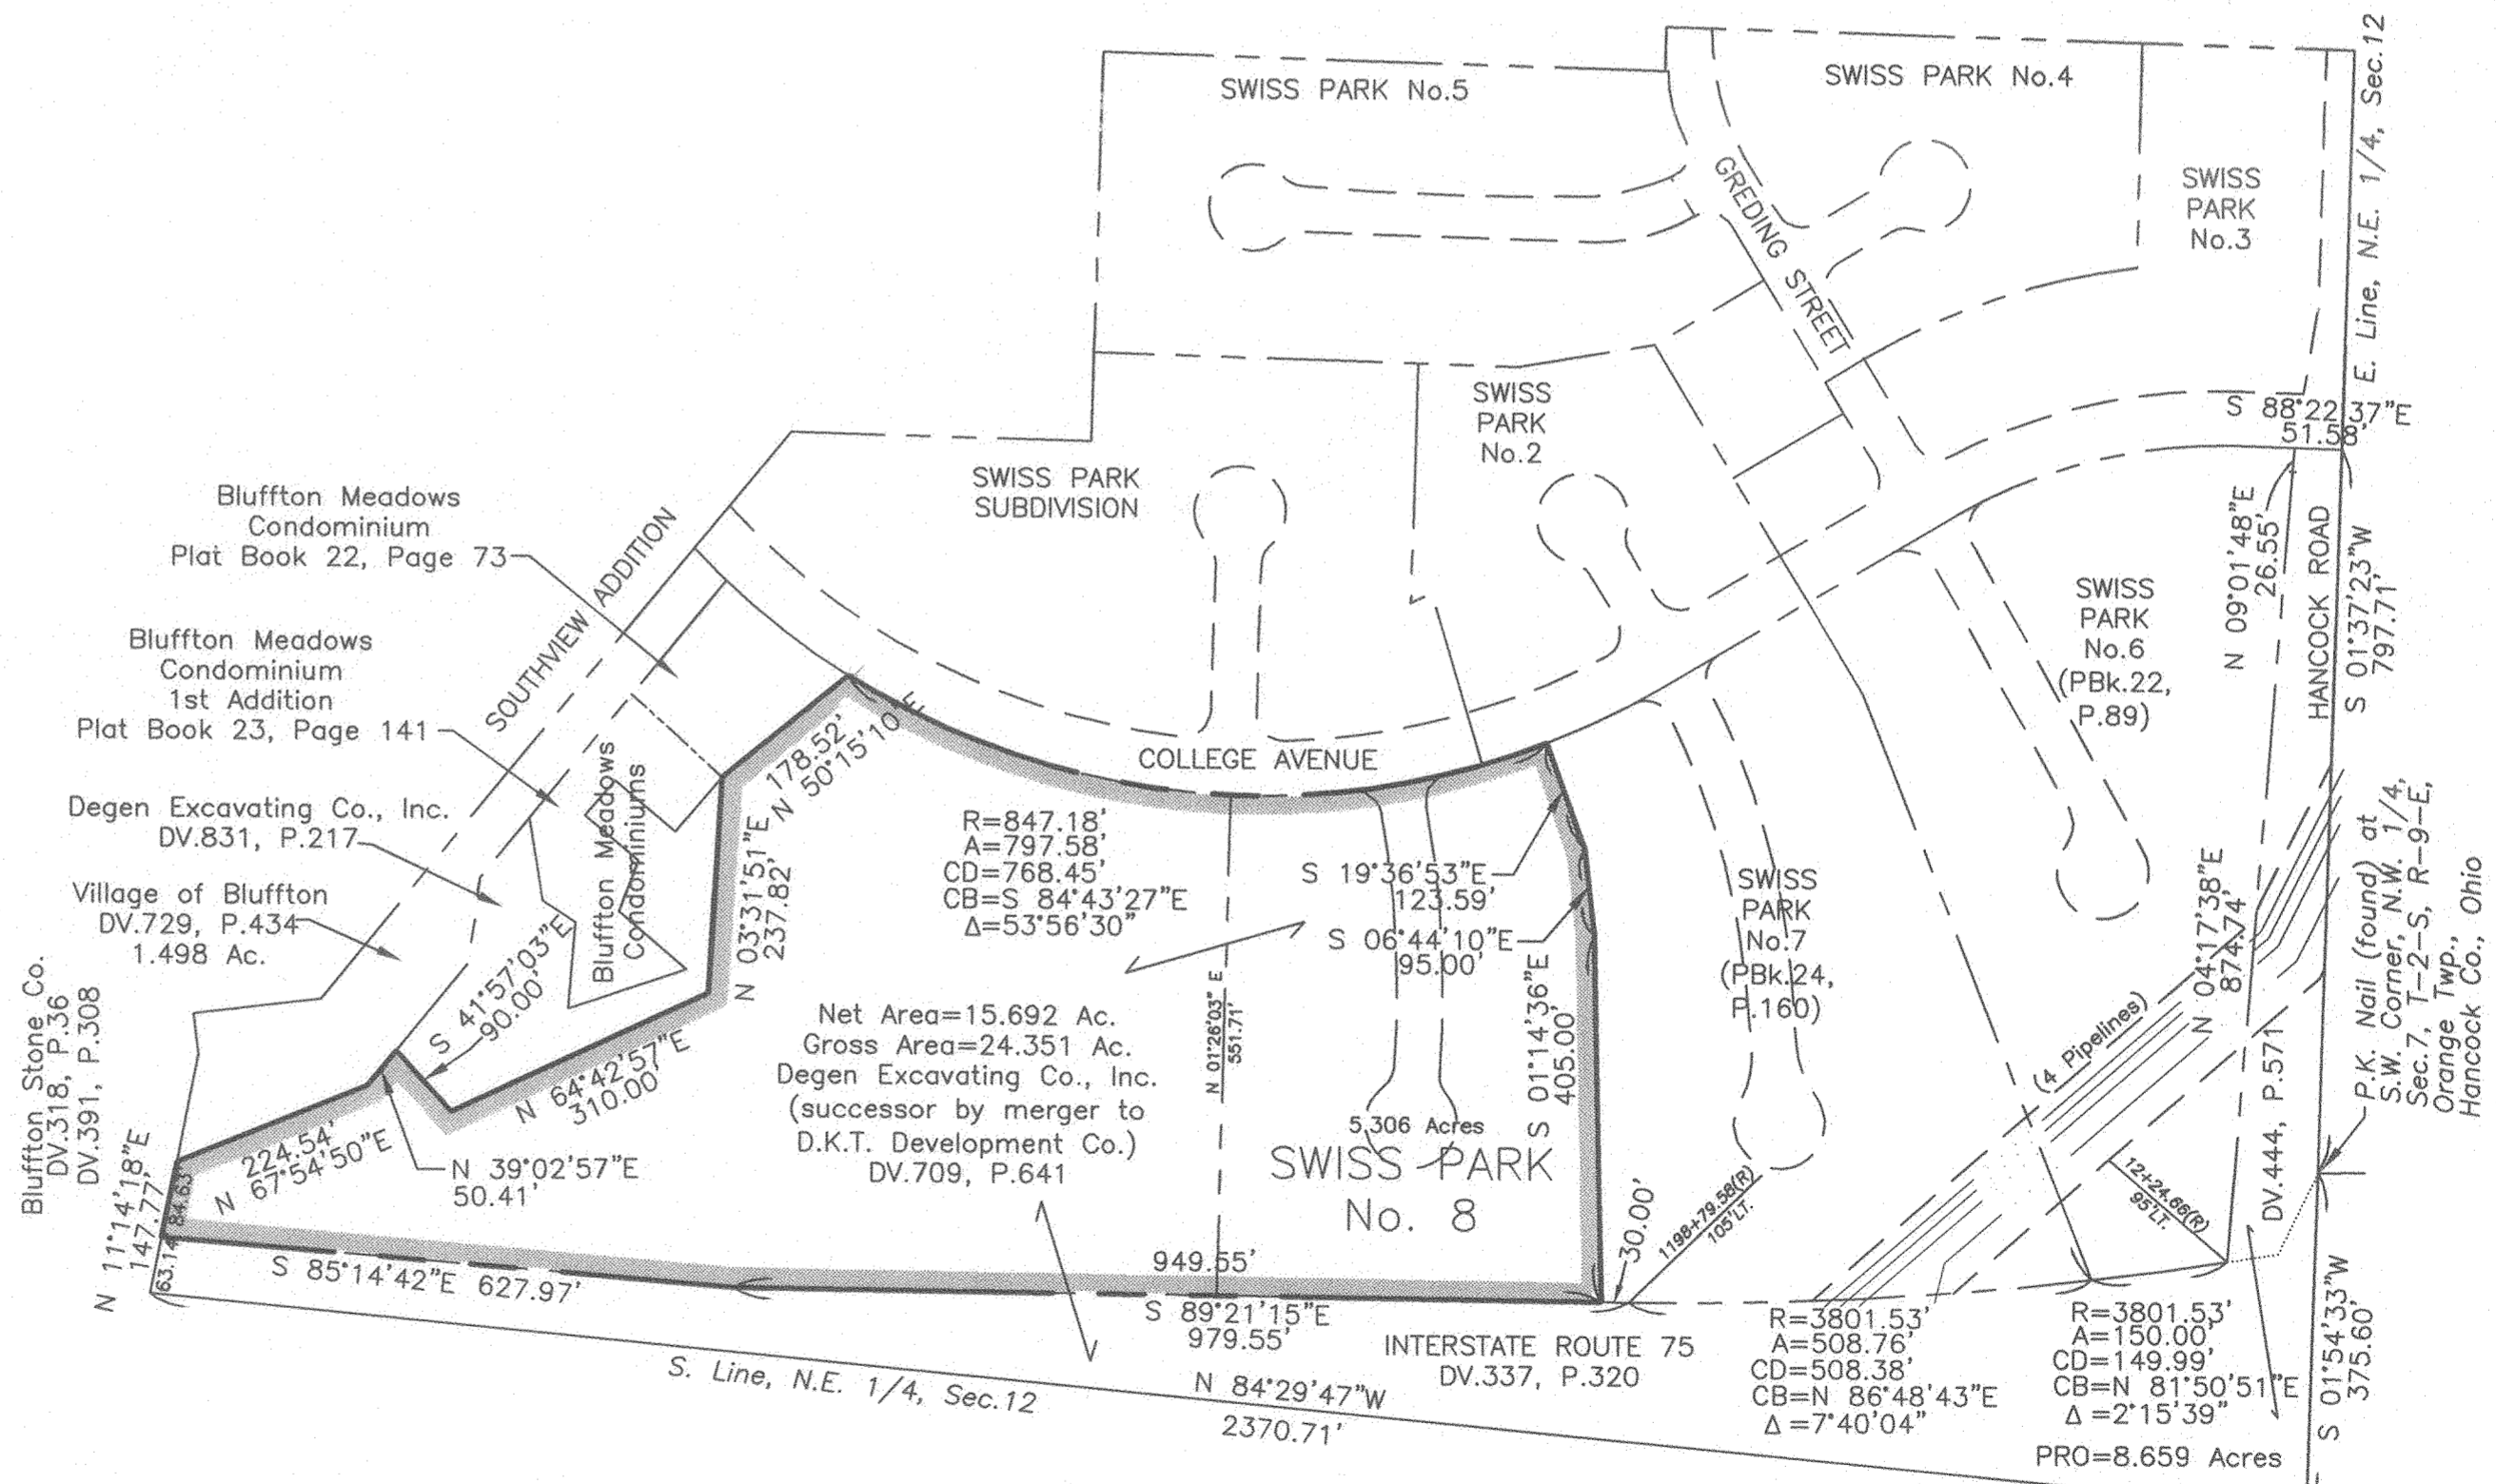 SWISS PARK No.5
SWISS PARK No.4
SWISS
PARK
No.3
E. Line, N.E. 1/4, Sec.12
GREDING STREET
SWISS
PARK
No.2
S 88°22'37"E
51.58'
SWISS PARK
SUBDIVISION
Bluffton Meadows
Condominium
Plat Book 22, Page 73
SOUTHVIEW ADDITION
Bluffton Meadows
Condominium
1st Addition
Plat Book 23, Page 141
Degen Excavating Co., Inc.
DV.831, P.217
Village of Bluffton
DV.729, P.434
1.498 Ac.
Bluffton Stone Co.
DV.318, P.36
DV.391, P.308
Bluffton Meadows
Condominiums
178.52'
N 50°15'10"E
N 03°31'51"E
237.82'
COLLEGE AVENUE
R=847.18'
A=797.58'
CD=768.45'
CB=S 84°43'27"E
Δ=53°56'30"
S 19°36'53"E
123.59'
S 06°44'10"E
95.00'
S 01°14'36"E
405.00'
N 01°26'03" E
551.71'
SWISS
PARK
No.6
(PBk.22,
P.89)
N 09°01'48"E
26.55'
HANCOCK ROAD
S 01°37'23"W
797.71'
SWISS
PARK
No.7
(PBk.24,
P.160)
N 04°17'38"E
874.74'
P.K. Nail (found) at
S.W. Corner, N.W. 1/4,
Sec.7, T-2-S, R-9-E,
Orange Twp.,
Hancock Co., Ohio
(4 Pipelines)
S 41°57'03"E
90.00'
N 64°42'57"E
310.00'
Net Area=15.692 Ac.
Gross Area=24.351 Ac.
Degen Excavating Co., Inc.
(successor by merger to
D.K.T. Development Co.)
DV.709, P.641
5.306 Acres
SWISS PARK
No. 8
224.54'
N 67°54'50"E
N 39°02'57"E
50.41'
N 11°14'18"E
147.77'
84.63'
63.14'
S 85°14'42"E 627.97'
949.55'
S 89°21'15"E
979.55'
30.00'
1198+79.58(R)
105'LT.
12+24.66(R)
95'LT.
DV.444, P.571
INTERSTATE ROUTE 75
DV.337, P.320
R=3801.53'
A=508.76'
CD=508.38'
CB=N 86°48'43"E
Δ=7°40'04"
R=3801.53'
A=150.00'
CD=149.99'
CB=N 81°50'51"E
Δ=2°15'39"
S 01°54'33"W
375.60'
S. Line, N.E. 1/4, Sec.12
N 84°29'47"W
2370.71'
PRO=8.659 Acres